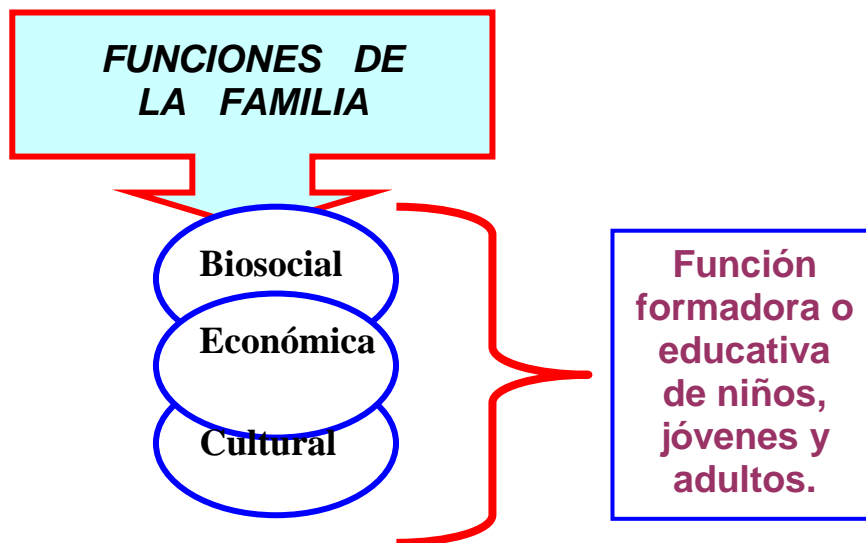 FUNCIONES DE
LA FAMILIA
Biosocial
Económica
Cultural
Función
formadora o
educativa
de niños,
jóvenes y
adultos.